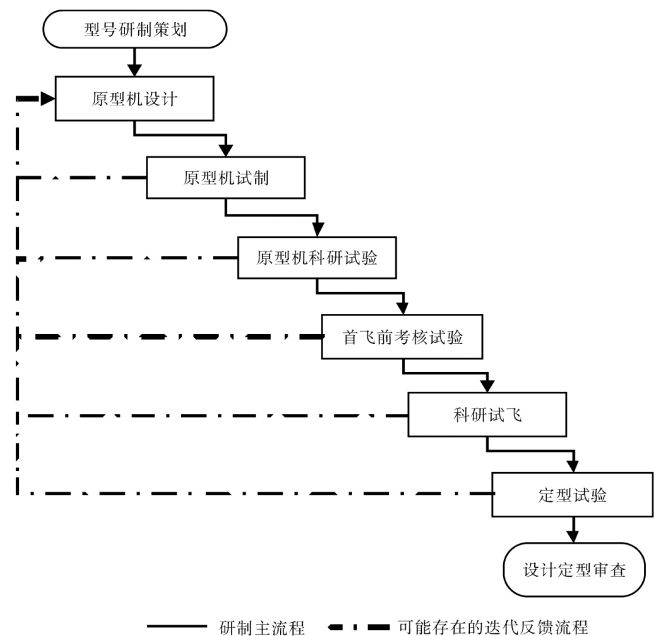 型号研制策划
原型机设计
原型机试制
原型机科研试验
首飞前考核试验
科研试飞
定型试验
设计定型审查
研制主流程
可能存在的迭代反馈流程